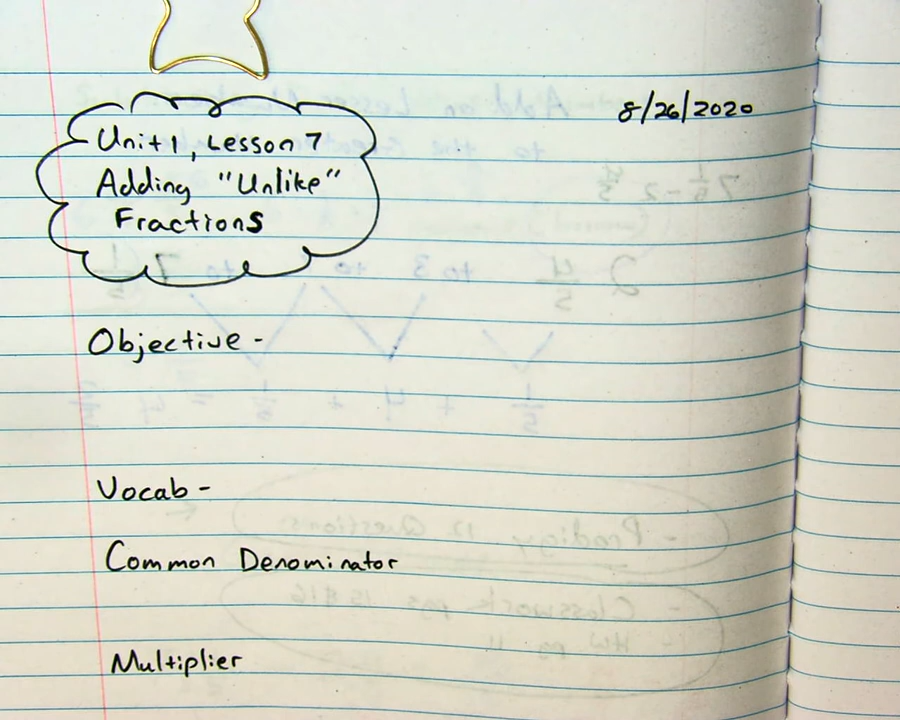 8/26/2020
Unit 1, Lesson 7
Adding "Unlike"
Fractions
Objective -
Vocab -
Common Denominator
Multiplier